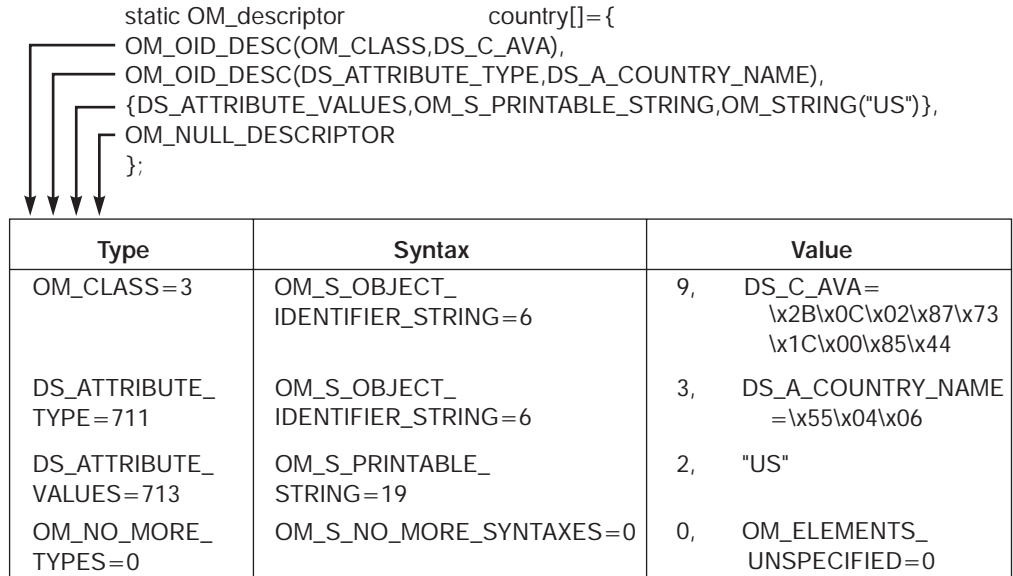 static OM_descriptor country[]={
OM_OID_DESC(OM_CLASS,DS_C_AVA),
OM_OID_DESC(DS_ATTRIBUTE_TYPE,DS_A_COUNTRY_NAME),
{DS_ATTRIBUTE_VALUES,OM_S_PRINTABLE_STRING,OM_STRING("US")},
OM_NULL_DESCRIPTOR
};
Type Syntax Value
OM_CLASS=3 OM_S_OBJECT_ 9, DS_C_AVA=
IDENTIFIER_STRING=6 \x2B\x0C\x02\x87\x73
\x1C\x00\x85\x44
DS_ATTRIBUTE_ OM_S_OBJECT_ 3, DS_A_COUNTRY_NAME
TYPE=711 IDENTIFIER_STRING=6 =\x55\x04\x06
DS_ATTRIBUTE_ OM_S_PRINTABLE_ 2, "US"
VALUES=713 STRING=19
OM_NO_MORE_ OM_S_NO_MORE_SYNTAXES=0 0, OM_ELEMENTS_
TYPES=0 UNSPECIFIED=0